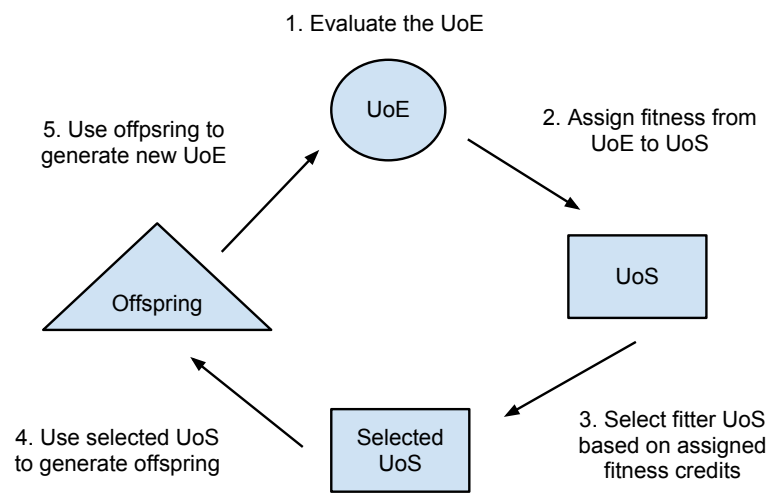 1. Evaluate the UoE
UoE
2. Assign fitness from
UoE to UoS
UoS
3. Select fitter UoS
based on assigned
fitness credits
Selected
UoS
4. Use selected UoS
to generate offspring
Offspring
5. Use offpsring to
generate new UoE